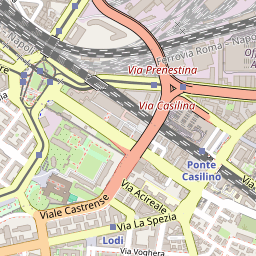 Napoli
Ferrovia Roma - Napo
Of
A
Via Prenestina
Via Casilina
Ponte
Casilino
Via Acireale
Viale Castrense
Via La Spezia
Lodi
Via Voghera